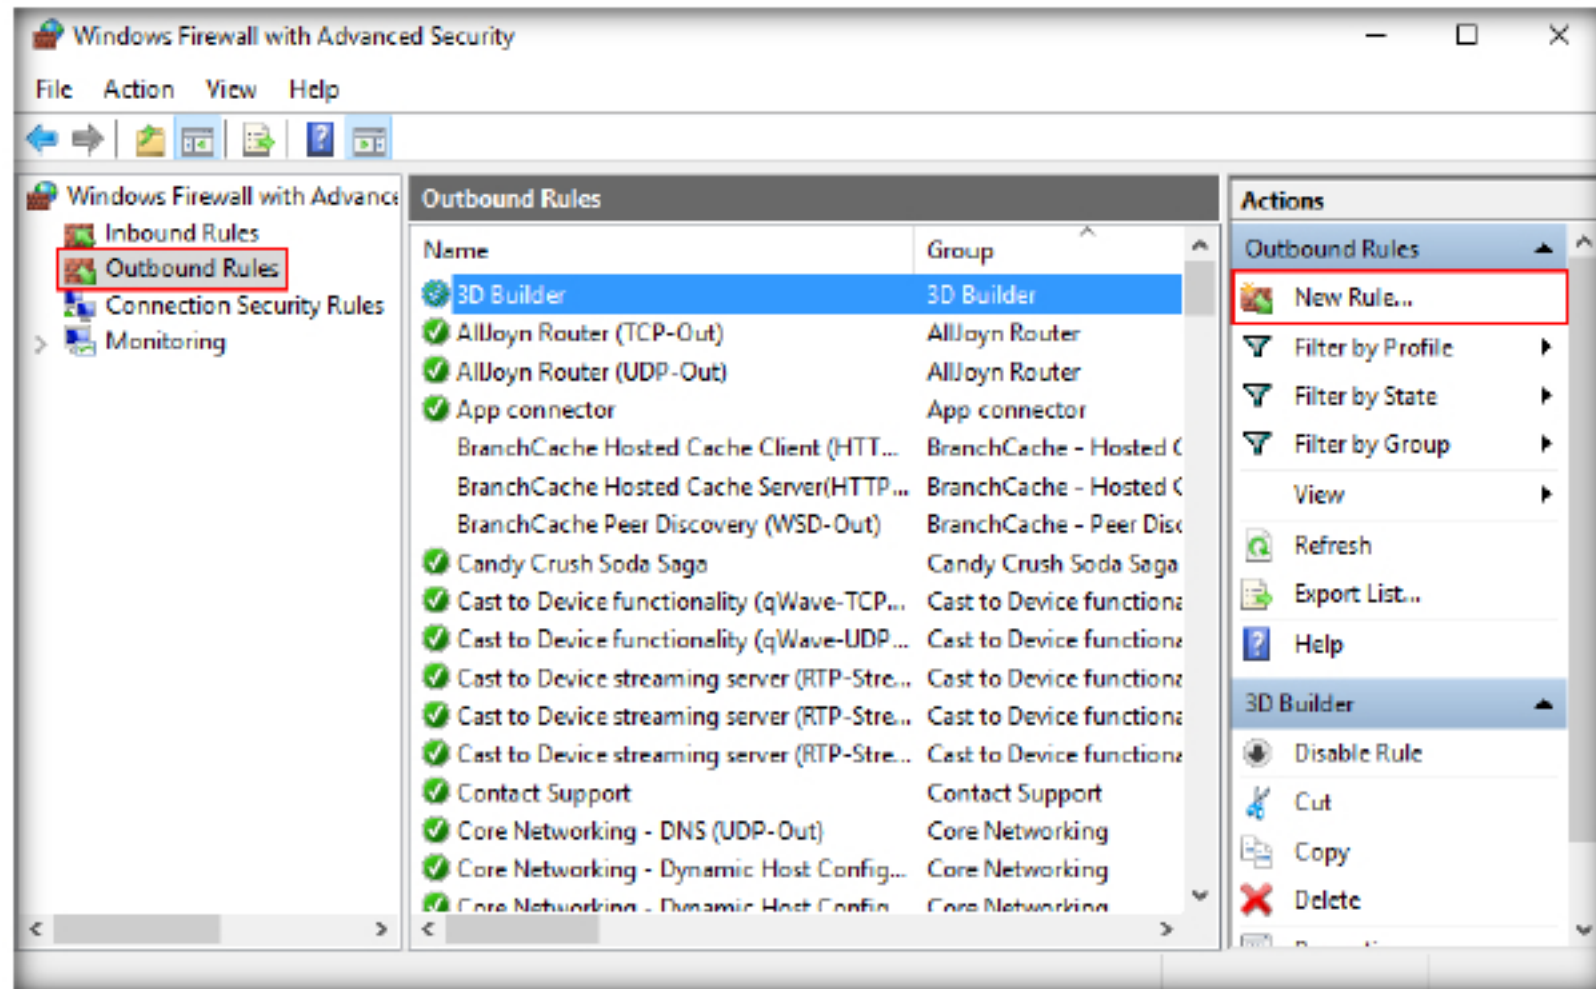 Windows Firewall with Advanced Security
File Action View Help
Windows Firewall with Advance
Inbound Rules
Outbound Rules
Connection Security Rules
Monitoring
Outbound Rules
Name Group
3D Builder 3D Builder
AllJoyn Router (TCP-Out) AllJoyn Router
AllJoyn Router (UDP-Out) AllJoyn Router
App connector App connector
BranchCache Hosted Cache Client (HTT... BranchCache - Hosted C
BranchCache Hosted Cache Server(HTTP... BranchCache - Hosted C
BranchCache Peer Discovery (WSD-Out) BranchCache - Peer Disc
Candy Crush Soda Saga Candy Crush Soda Saga
Cast to Device functionality (qWave-TCP... Cast to Device functiona
Cast to Device functionality (qWave-UDP... Cast to Device functiona
Cast to Device streaming server (RTP-Stre... Cast to Device functiona
Cast to Device streaming server (RTP-Stre... Cast to Device functiona
Cast to Device streaming server (RTP-Stre... Cast to Device functiona
Contact Support Contact Support
Core Networking - DNS (UDP-Out) Core Networking
Core Networking - Dynamic Host Config... Core Networking
Core Networking - Dynamic Host Config Core Networking
Actions
Outbound Rules
New Rule...
Filter by Profile
Filter by State
Filter by Group
View
Refresh
Export List...
Help
3D Builder
Disable Rule
Cut
Copy
Delete